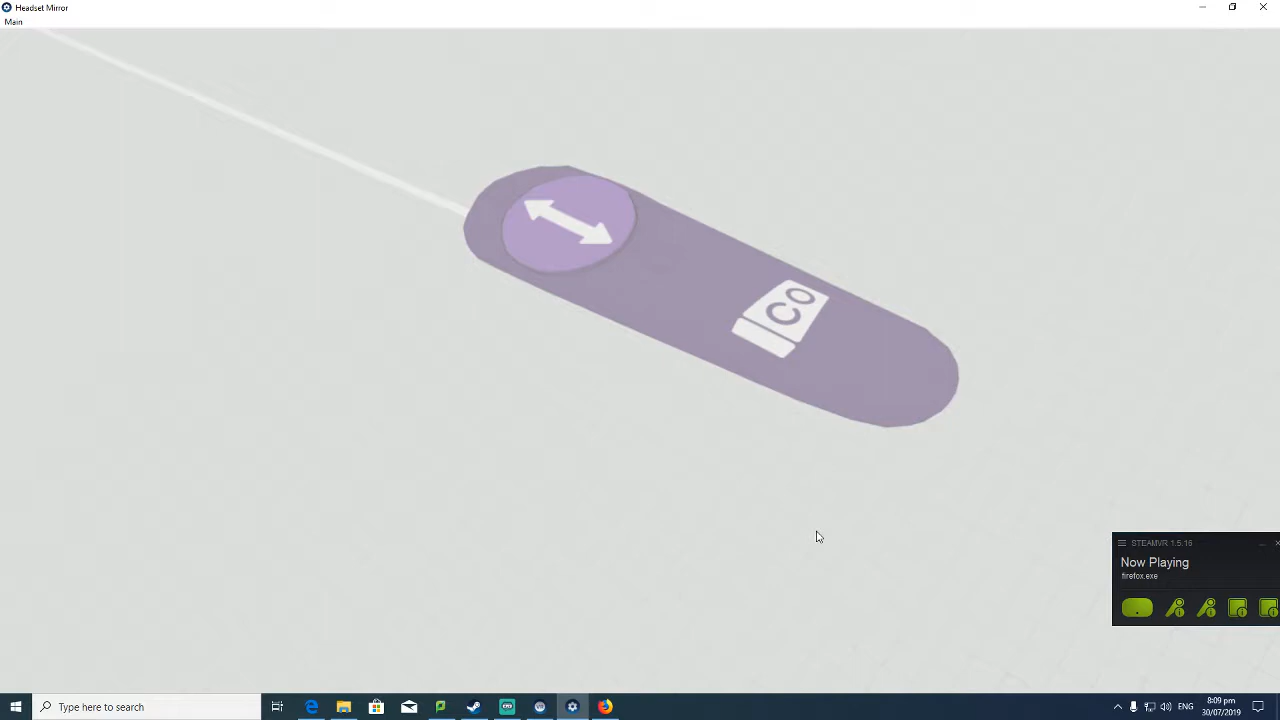 Headset Mirror
Main
CO
STEAMVR 1.5.16
Now Playing
firefox.exe
Type here to search
ENG
8:09 pm
30/07/2019